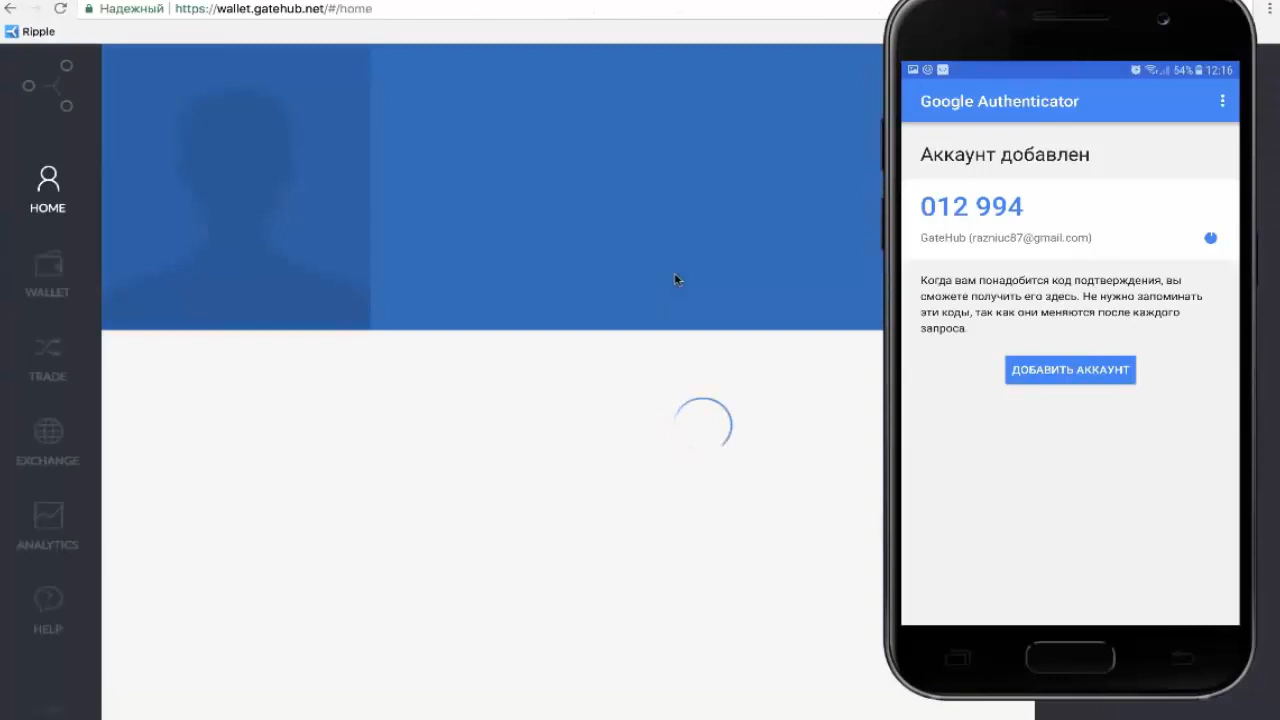 Надежный | https://wallet.gatehub.net/#/home
Ripple
HOME
WALLET
TRADE
EXCHANGE
ANALYTICS
HELP
54% 12:16
Google Authenticator
Аккаунт добавлен
012 994
GateHub (razniuc87@gmail.com)
Когда вам понадобится код подтверждения, вы
сможете получить его здесь. Не нужно запоминать
эти коды, так как они меняются после каждого
запроса.
ДОБАВИТЬ АККАУНТ